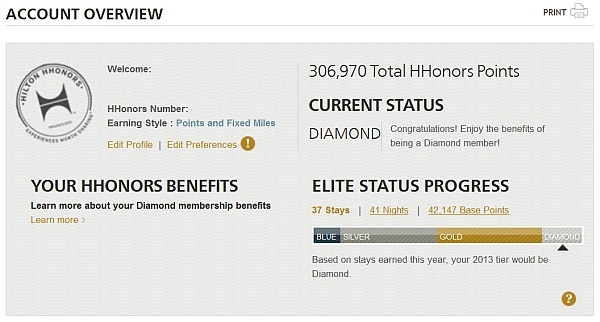 ACCOUNT OVERVIEW
PRINT
HILTON HHONORS
EXPERIENCES WORTH SHARING
Welcome:
HHonors Number:
Earning Style : Points and Fixed Miles
Edit Profile | Edit Preferences !
306,970 Total HHonors Points
CURRENT STATUS
DIAMOND
Congratulations! Enjoy the benefits of
being a Diamond member!
YOUR HHONORS BENEFITS
Learn more about your Diamond membership benefits
Learn more >
ELITE STATUS PROGRESS
37 Stays | 41 Nights | 42,147 Base Points
BLUE SILVER GOLD DIAMOND
Based on stays earned this year, your 2013 tier would be
Diamond.
?